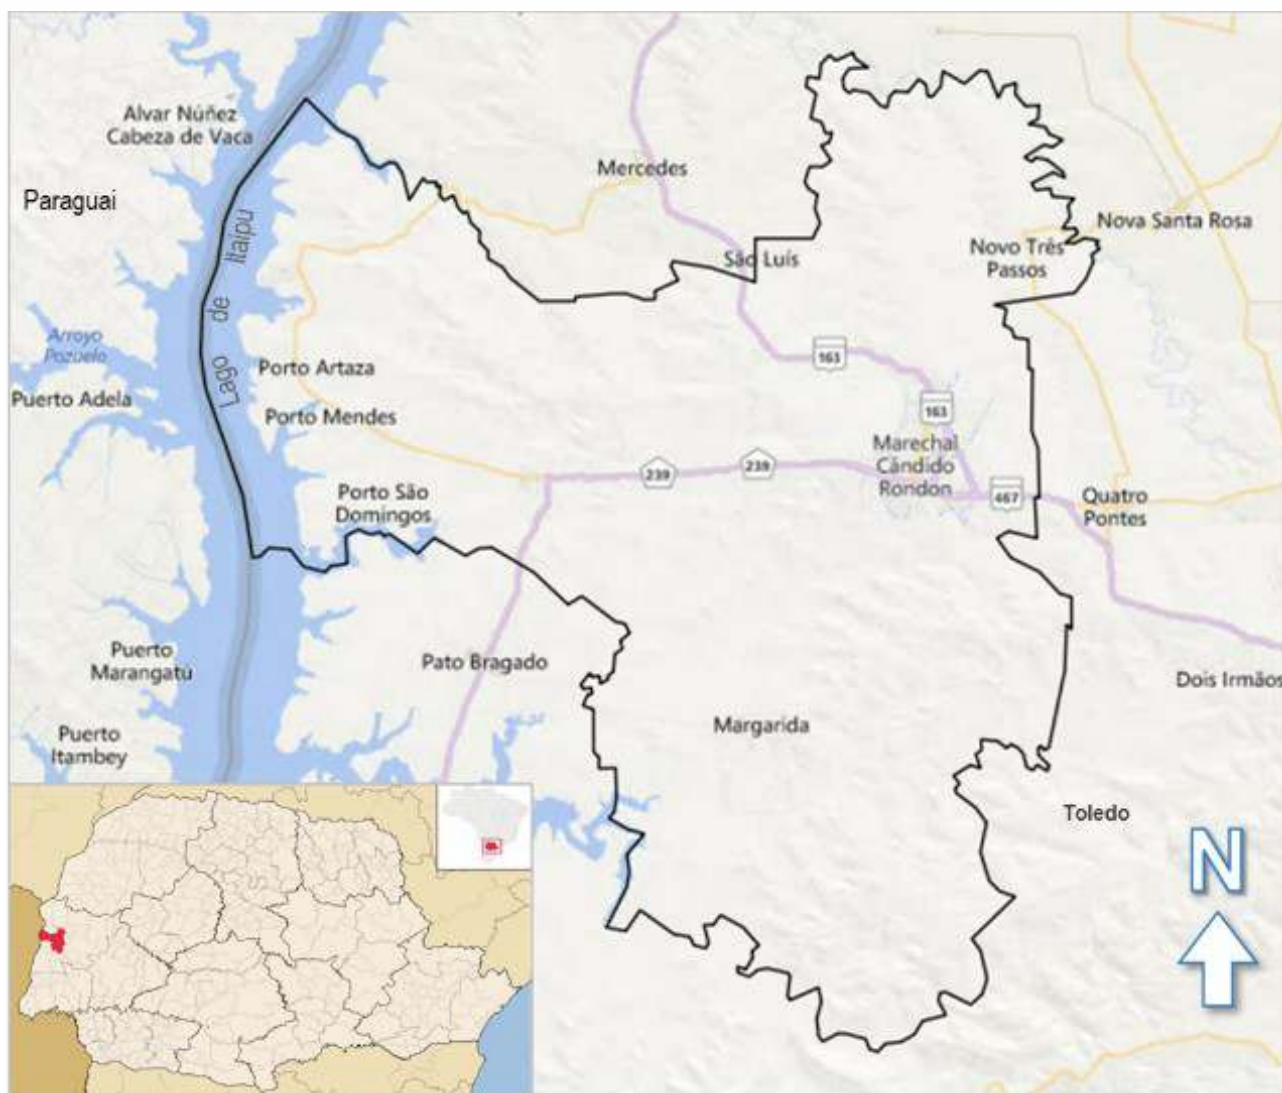 Alvar Núñez
Cabeza de Vaca
Paraguai
Mercedes
Nova Santa Rosa
Novo Três
Passos
São Luís
Lago de Itaipu
Arroyo
Pozuelo
Porto Artaza
163
Puerto Adela
Porto Mendes
163
Marechal
Cândido
Rondon
239
239
467
Porto São
Domingos
Quatro
Pontes
Puerto
Marangatú
Pato Bragado
Dois Irmãos
Margarida
Puerto
Itambey
Toledo
N